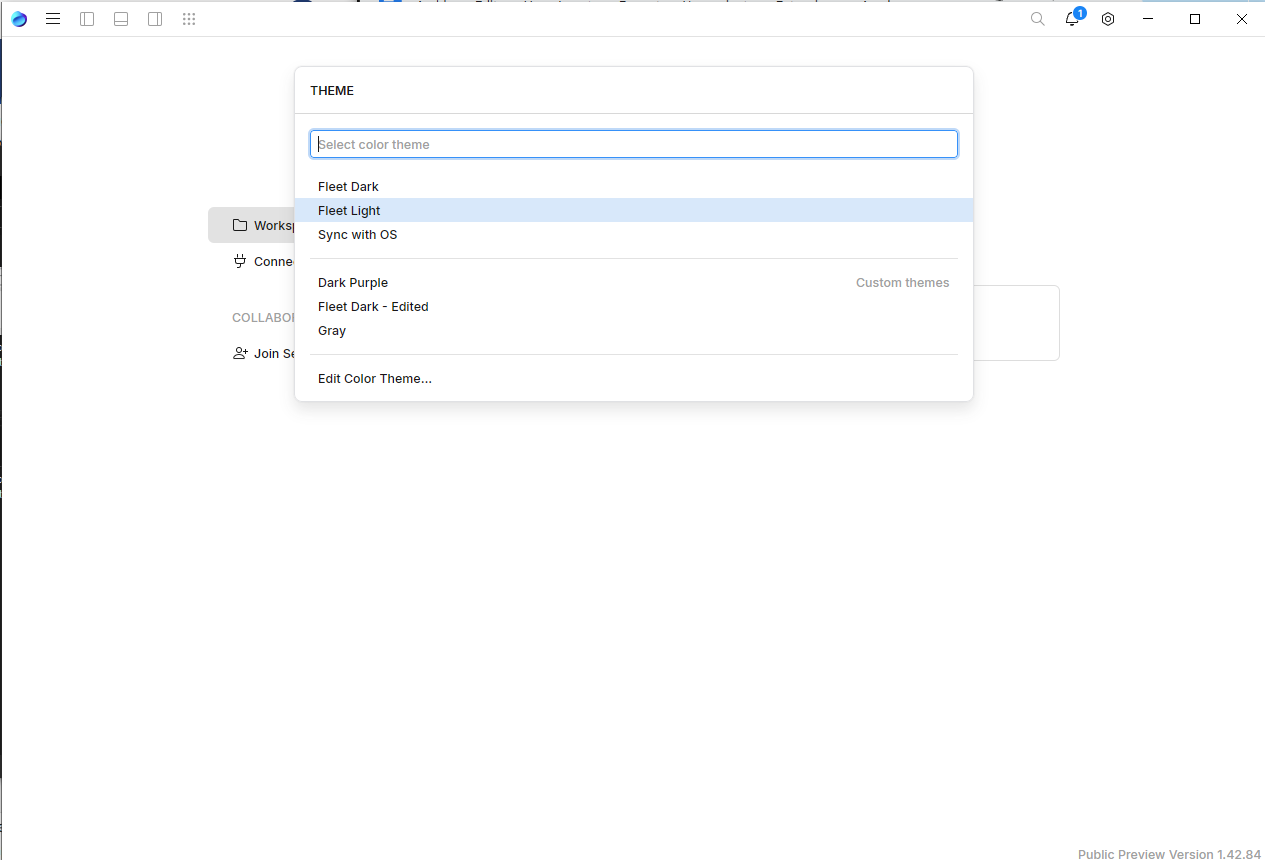 1
THEME
Select color theme
Fleet Dark
Fleet Light
Sync with OS
Dark Purple
Custom themes
Fleet Dark - Edited
Gray
Edit Color Theme...
Works
Conne
COLLABO
Join Se
Public Preview Version 1.42.84